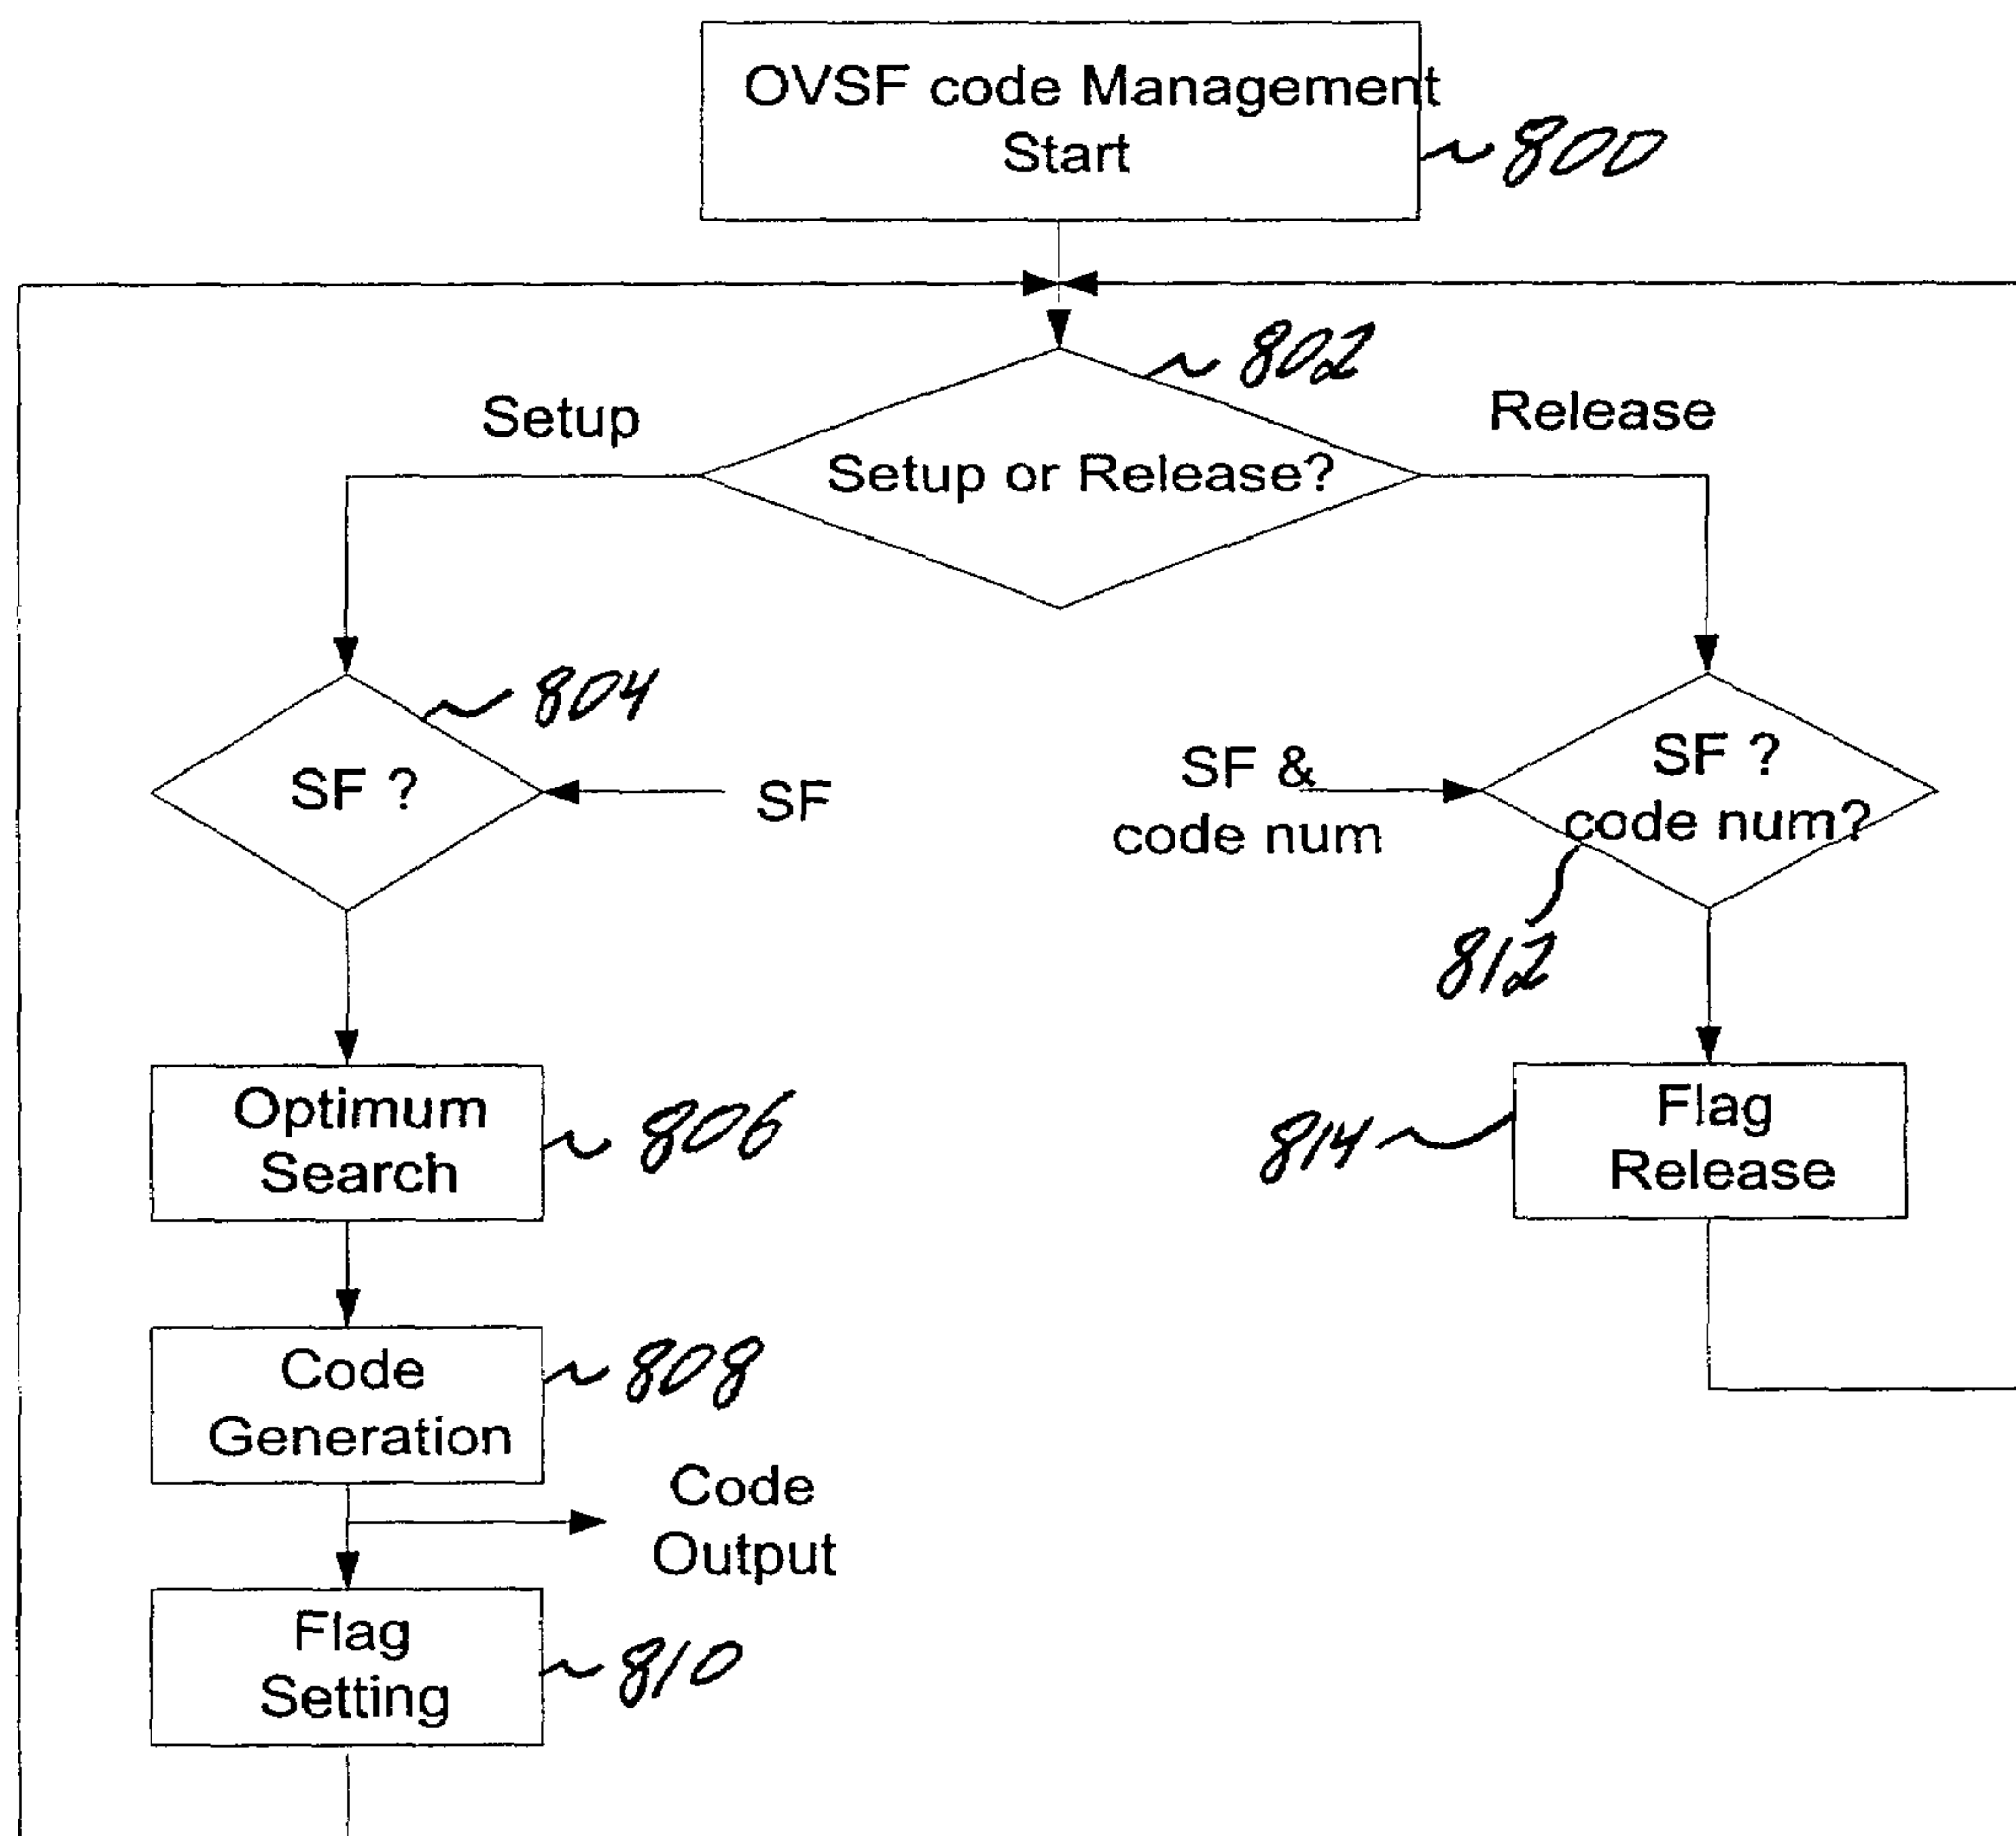 OVSF code Management
Start
800
802
Setup
Release
Setup or Release?
804
SF ?
SF
SF &
code num
SF ?
code num?
812
Optimum
Search
806
814
Flag
Release
Code
Generation
808
Code
Output
Flag
Setting
810